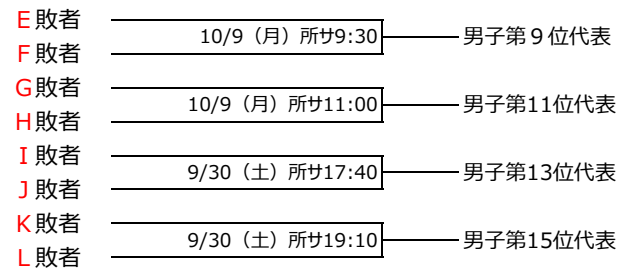 E敗者
10/9（月）所サ9:30
男子第９位代表
F敗者
G敗者
10/9（月）所サ11:00
男子第11位代表
H敗者
I敗者
9/30（土）所サ17:40
男子第13位代表
J敗者
K敗者
9/30（土）所サ19:10
男子第15位代表
L敗者